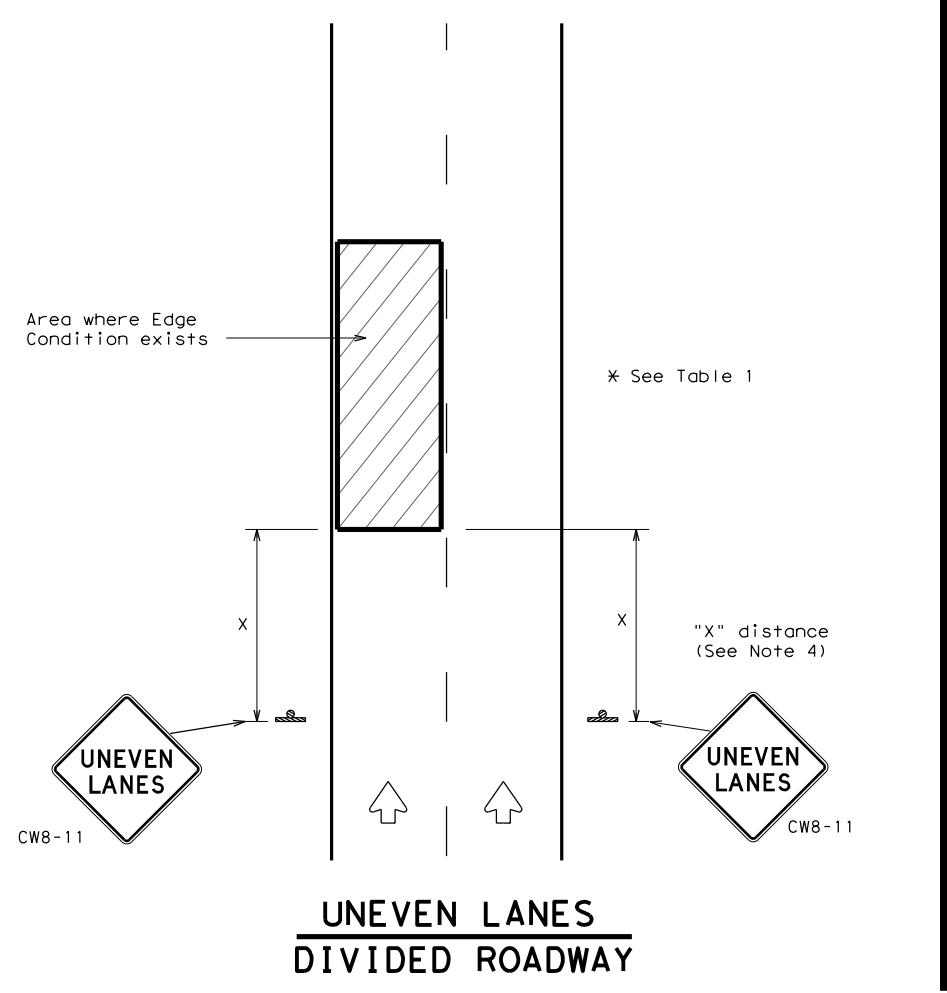 Area where Edge
Condition exists
* See Table 1
X
X
"X" distance
(See Note 4)
UNEVEN
LANES
CW8-11
UNEVEN
LANES
CW8-11
UNEVEN LANES
DIVIDED ROADWAY